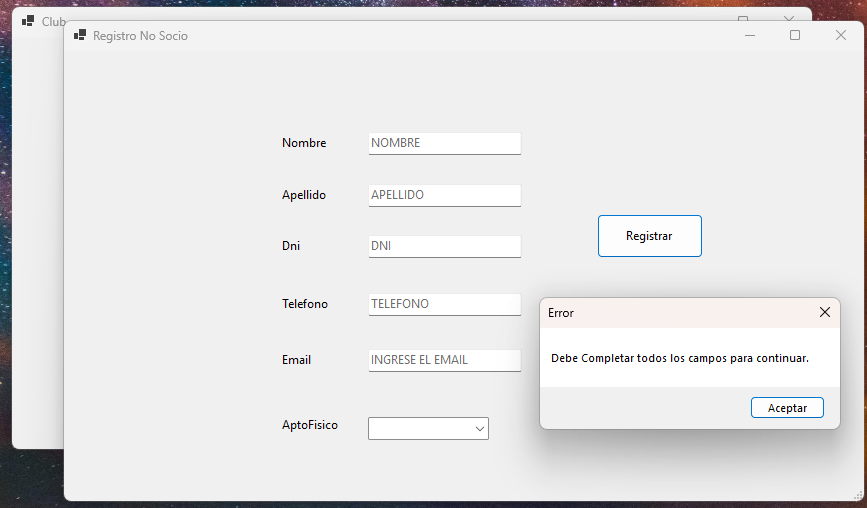 Club
Registro No Socio
Nombre
NOMBRE
Apellido
APELLIDO
Dni
DNI
Registrar
Telefono
TELEFONO
Error
Email
INGRESE EL EMAIL
Debe Completar todos los campos para continuar.
Aceptar
AptoFisico